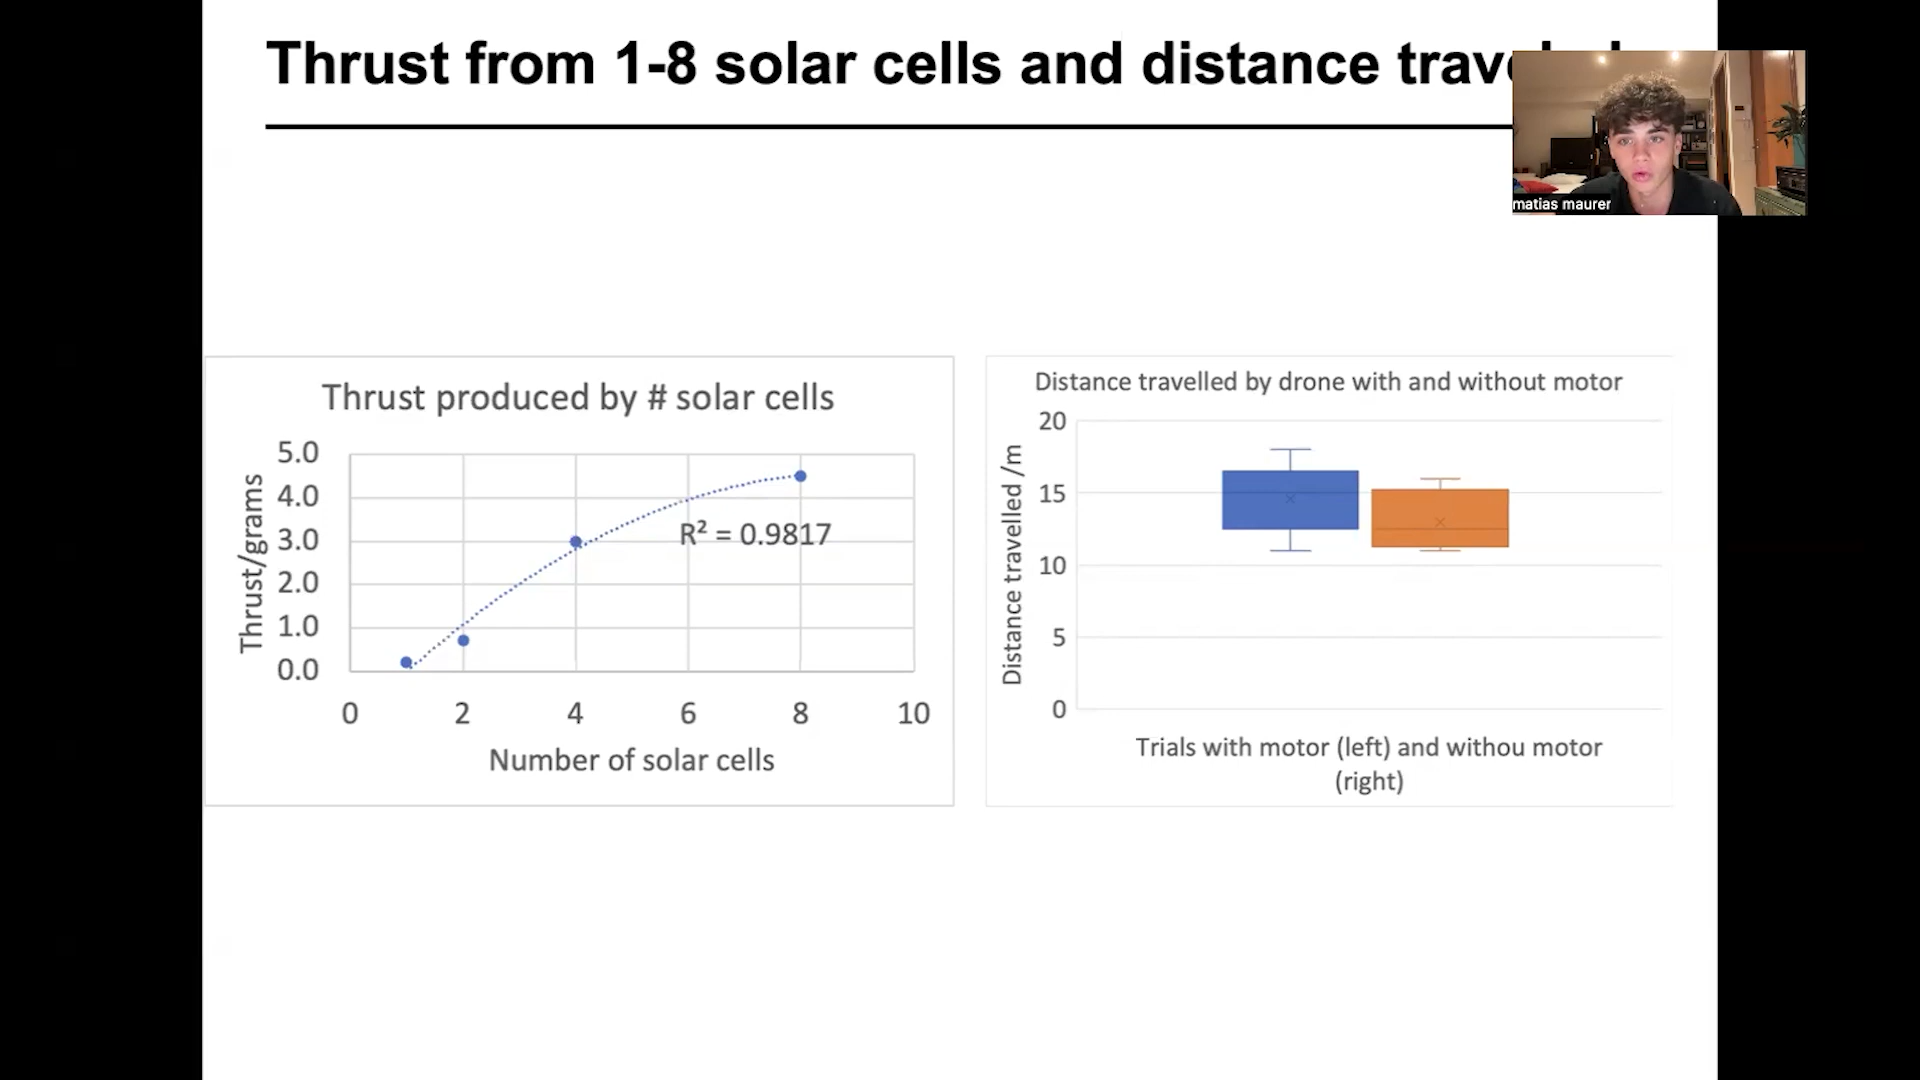 Thrust from 1-8 solar cells and distance
matias maurer
Thrust produced by # solar cells
Thrust/grams
5.0
4.0
3.0
2.0
1.0
0.0
R² = 0.9817
0 2 4 6 8 10
Number of solar cells
Distance travelled by drone with and without motor
Distance travelled /m
20
15
10
5
0
Trials with motor (left) and withou motor
(right)